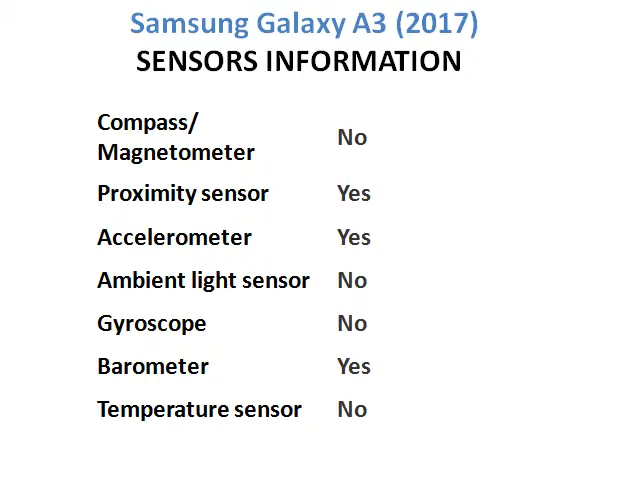 Samsung Galaxy A3 (2017)
SENSORS INFORMATION
Compass/
Magnetometer No
Proximity sensor Yes
Accelerometer Yes
Ambient light sensor No
Gyroscope No
Barometer Yes
Temperature sensor No